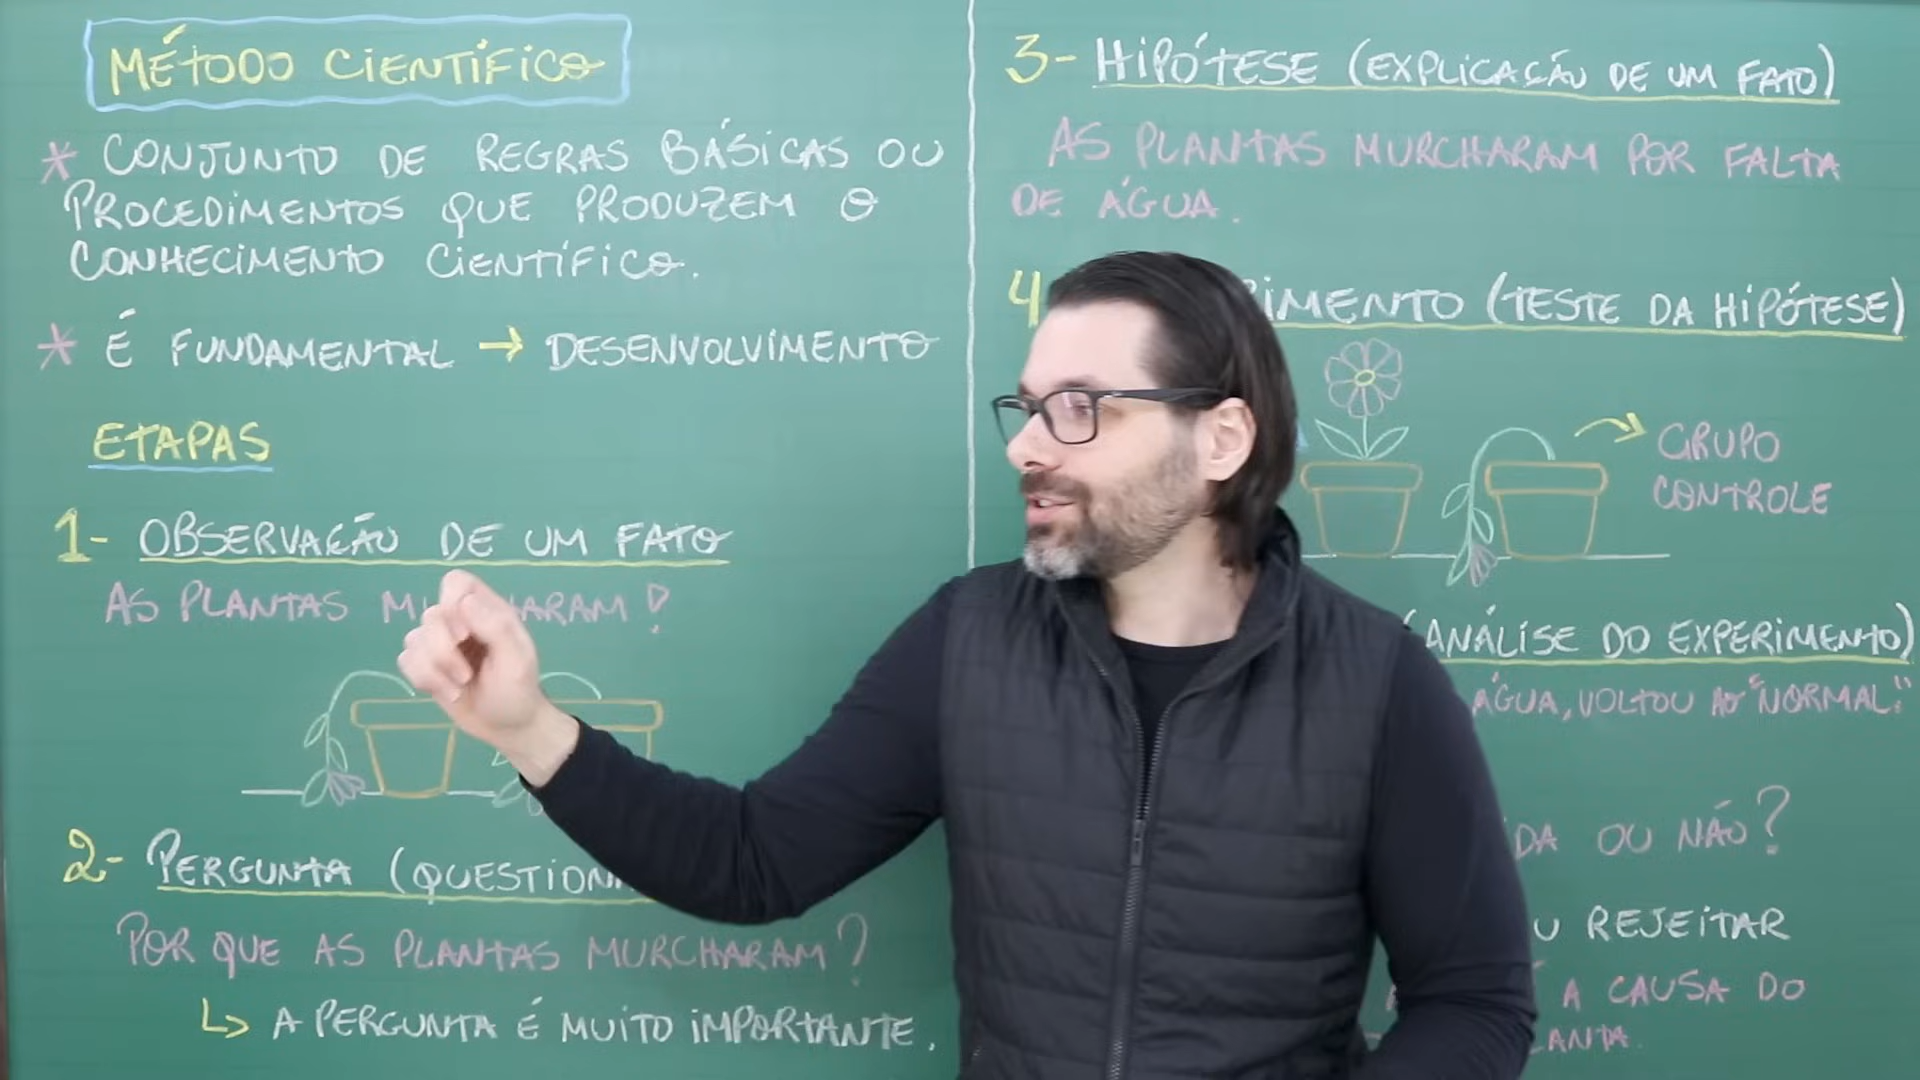 MÉTODO CIENTÍFICO
* CONJUNTO DE REGRAS BÁSICAS OU
PROCEDIMENTOS QUE PRODUZEM O
CONHECIMENTO CIENTÍFICO.
* É FUNDAMENTAL → DESENVOLVIMENTO
ETAPAS
1- OBSERVAÇÃO DE UM FATO
AS PLANTAS M HARAM!
2- PERGUNTA (QUESTION
POR QUE AS PLANTAS MURCHARAM?
↳ A PERGUNTA É MUITO IMPORTANTE.
3- HIPÓTESE (EXPLICAÇÃO DE UM FATO)
AS PLANTAS MURCHARAM POR FALTA
DE ÁGUA.
4 IMENTO (TESTE DA HIPÓTESE)
GRUPO
CONTROLE
(ANÁLISE DO EXPERIMENTO)
ÁGUA, VOLTOU AO "NORMAL."
DA OU NÃO?
U REJEITAR
A CAUSA DO
LANTA.